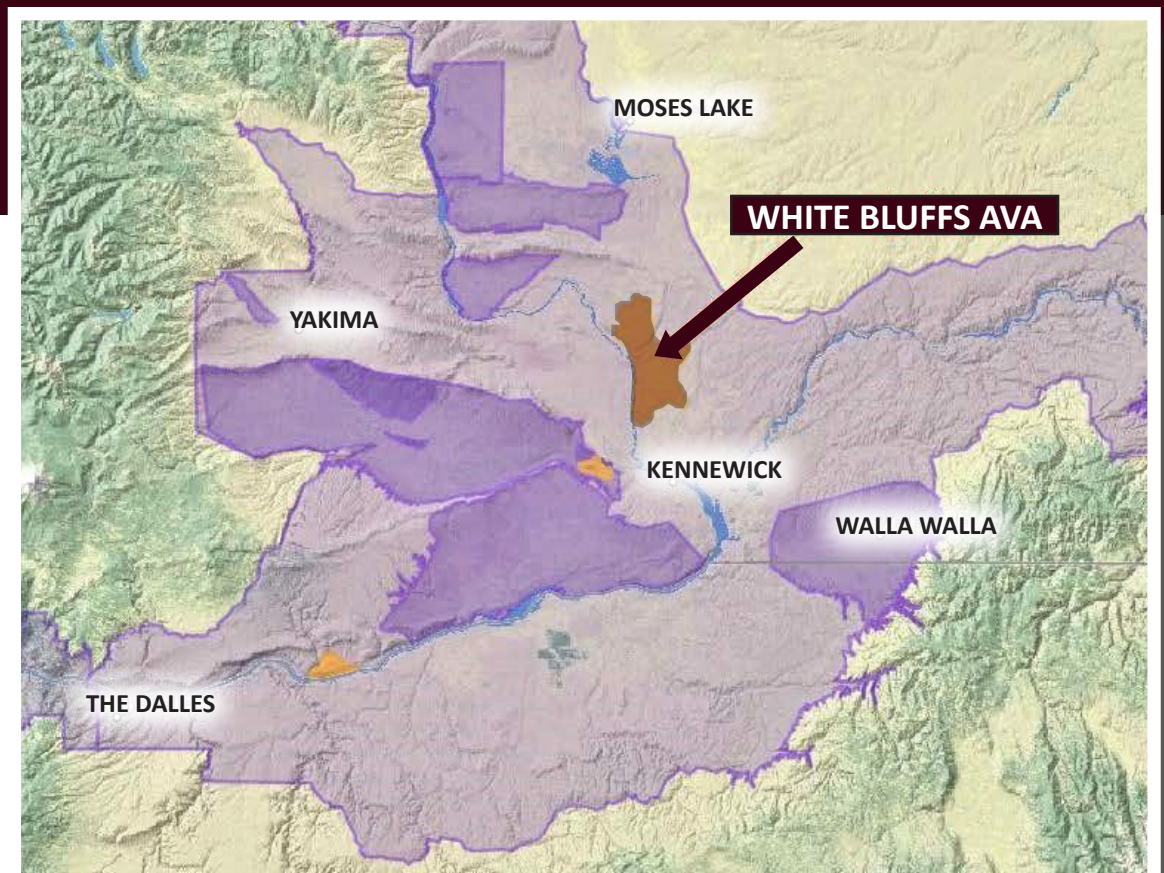 MOSES LAKE
WHITE BLUFFS AVA
YAKIMA
KENNEWICK
WALLA WALLA
THE DALLES